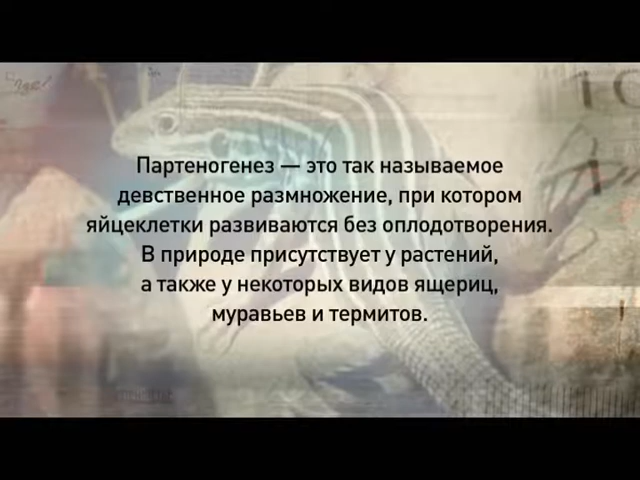 Партеногенез — это так называемое
девственное размножение, при котором
яйцеклетки развиваются без оплодотворения.
В природе присутствует у растений,
а также у некоторых видов ящериц,
муравьев и термитов.